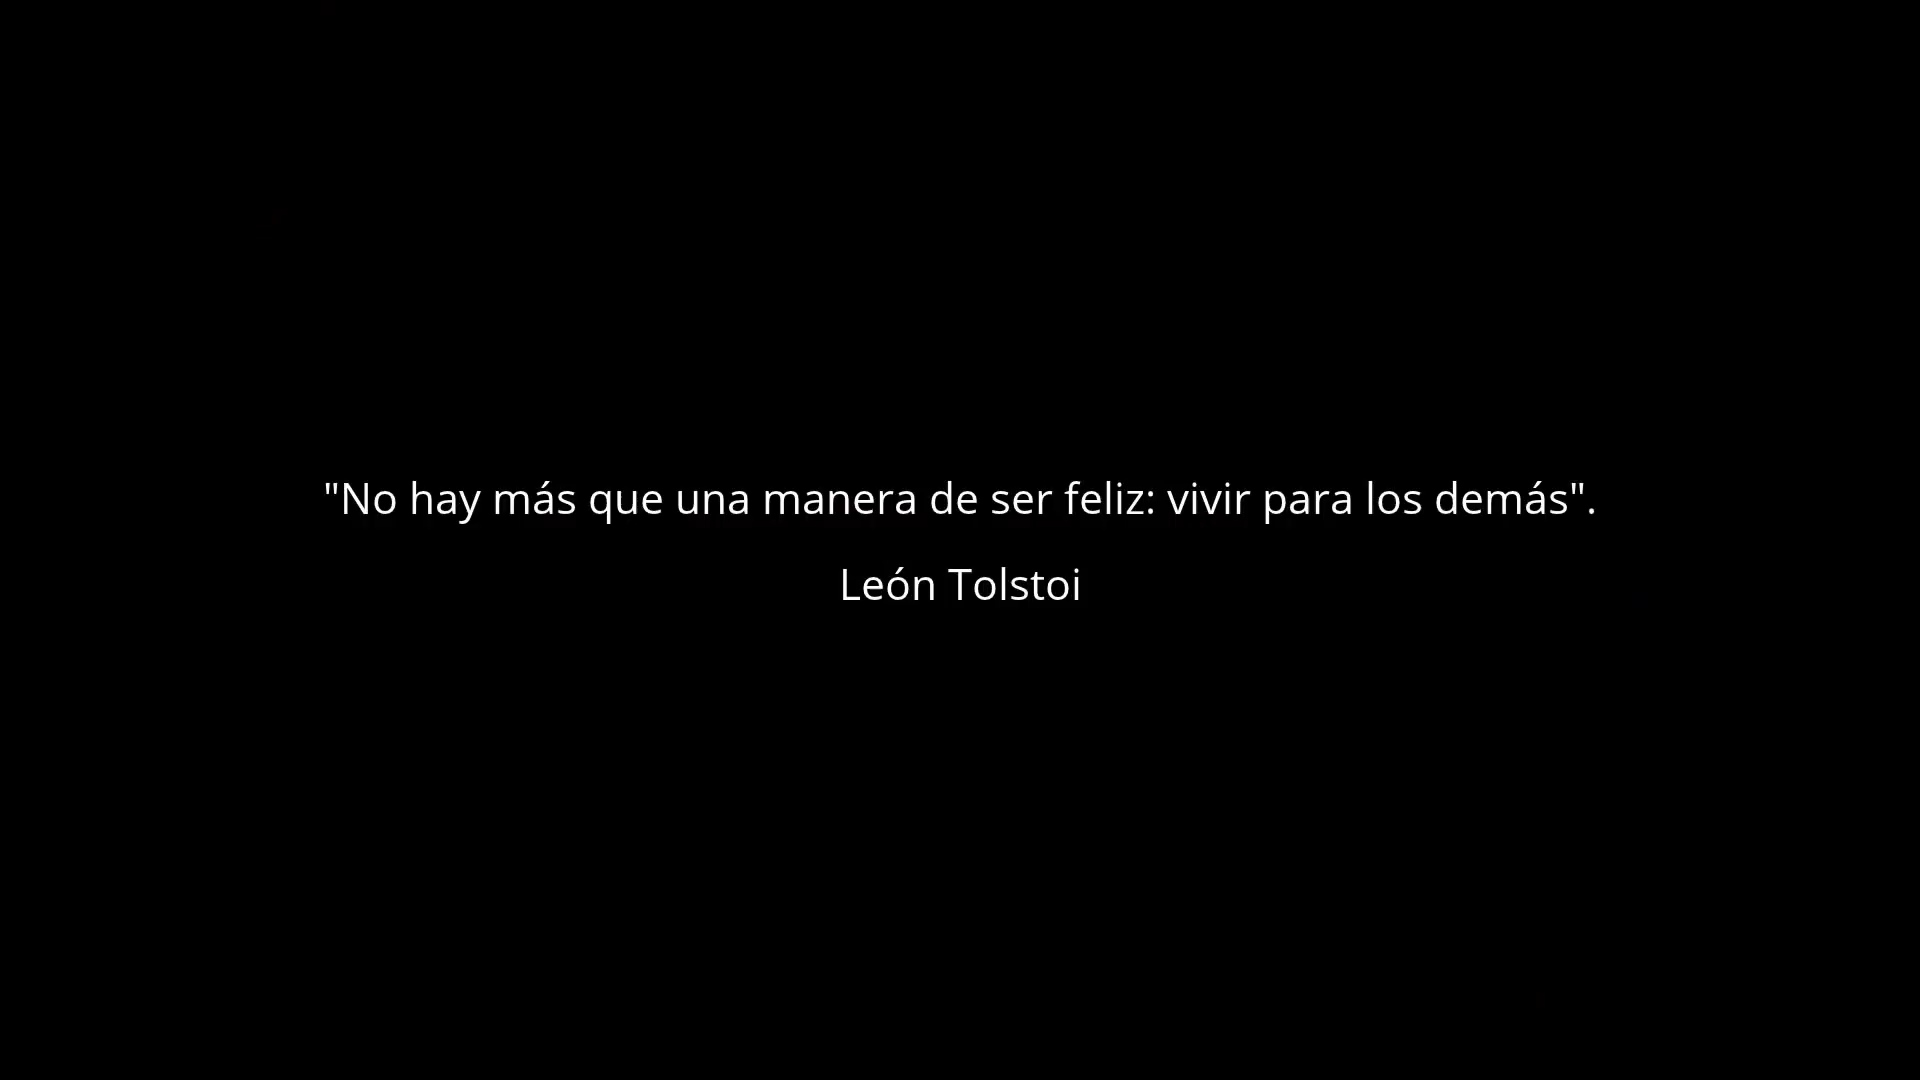 "No hay más que una manera de ser feliz: vivir para los demás".
León Tolstoi